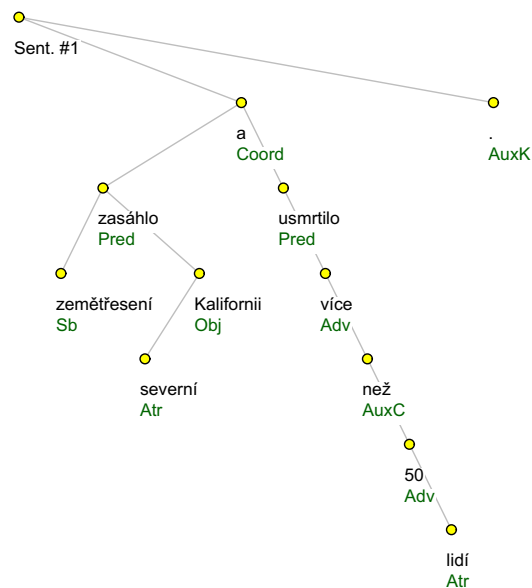 Sent. #1
a
Coord
.
AuxK
zasáhlo
Pred
usmrtilo
Pred
zemětřesení
Sb
Kalifornii
Obj
více
Adv
severní
Atr
než
AuxC
50
Adv
lidí
Atr